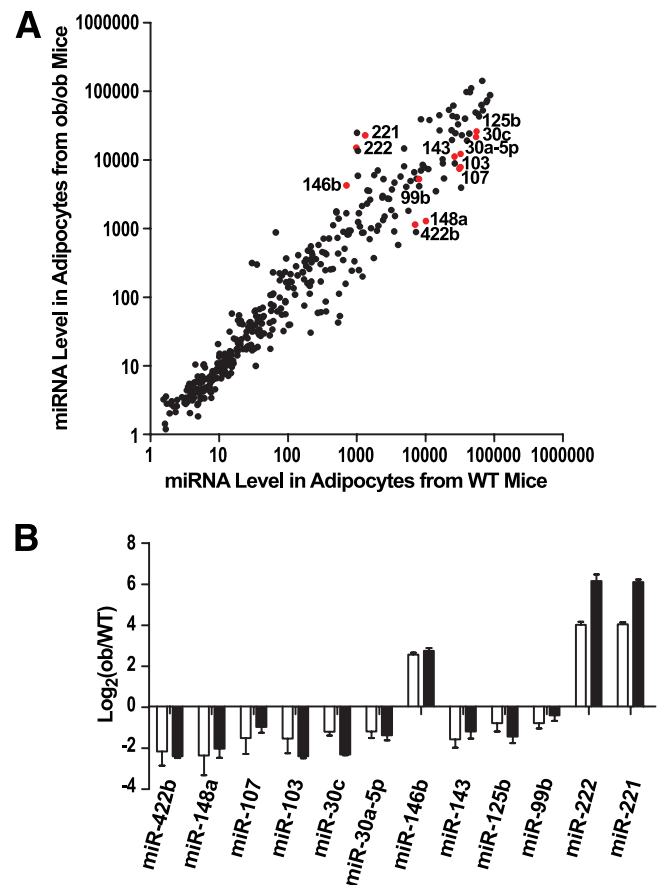 A
miRNA Level in Adipocytes from ob/ob Mice
1000000
100000
10000
1000
100
10
1
221
222
146b
125b
30c
143
30a-5p
103
107
99b
148a
422b
1 10 100 1000 10000 100000 1000000
miRNA Level in Adipocytes from WT Mice
B
Log2(ob/WT)
8
6
4
2
0
-2
-4
miR-422b
miR-148a
miR-107
miR-103
miR-30c
miR-30a-5p
miR-146b
miR-143
miR-125b
miR-99b
miR-222
miR-221